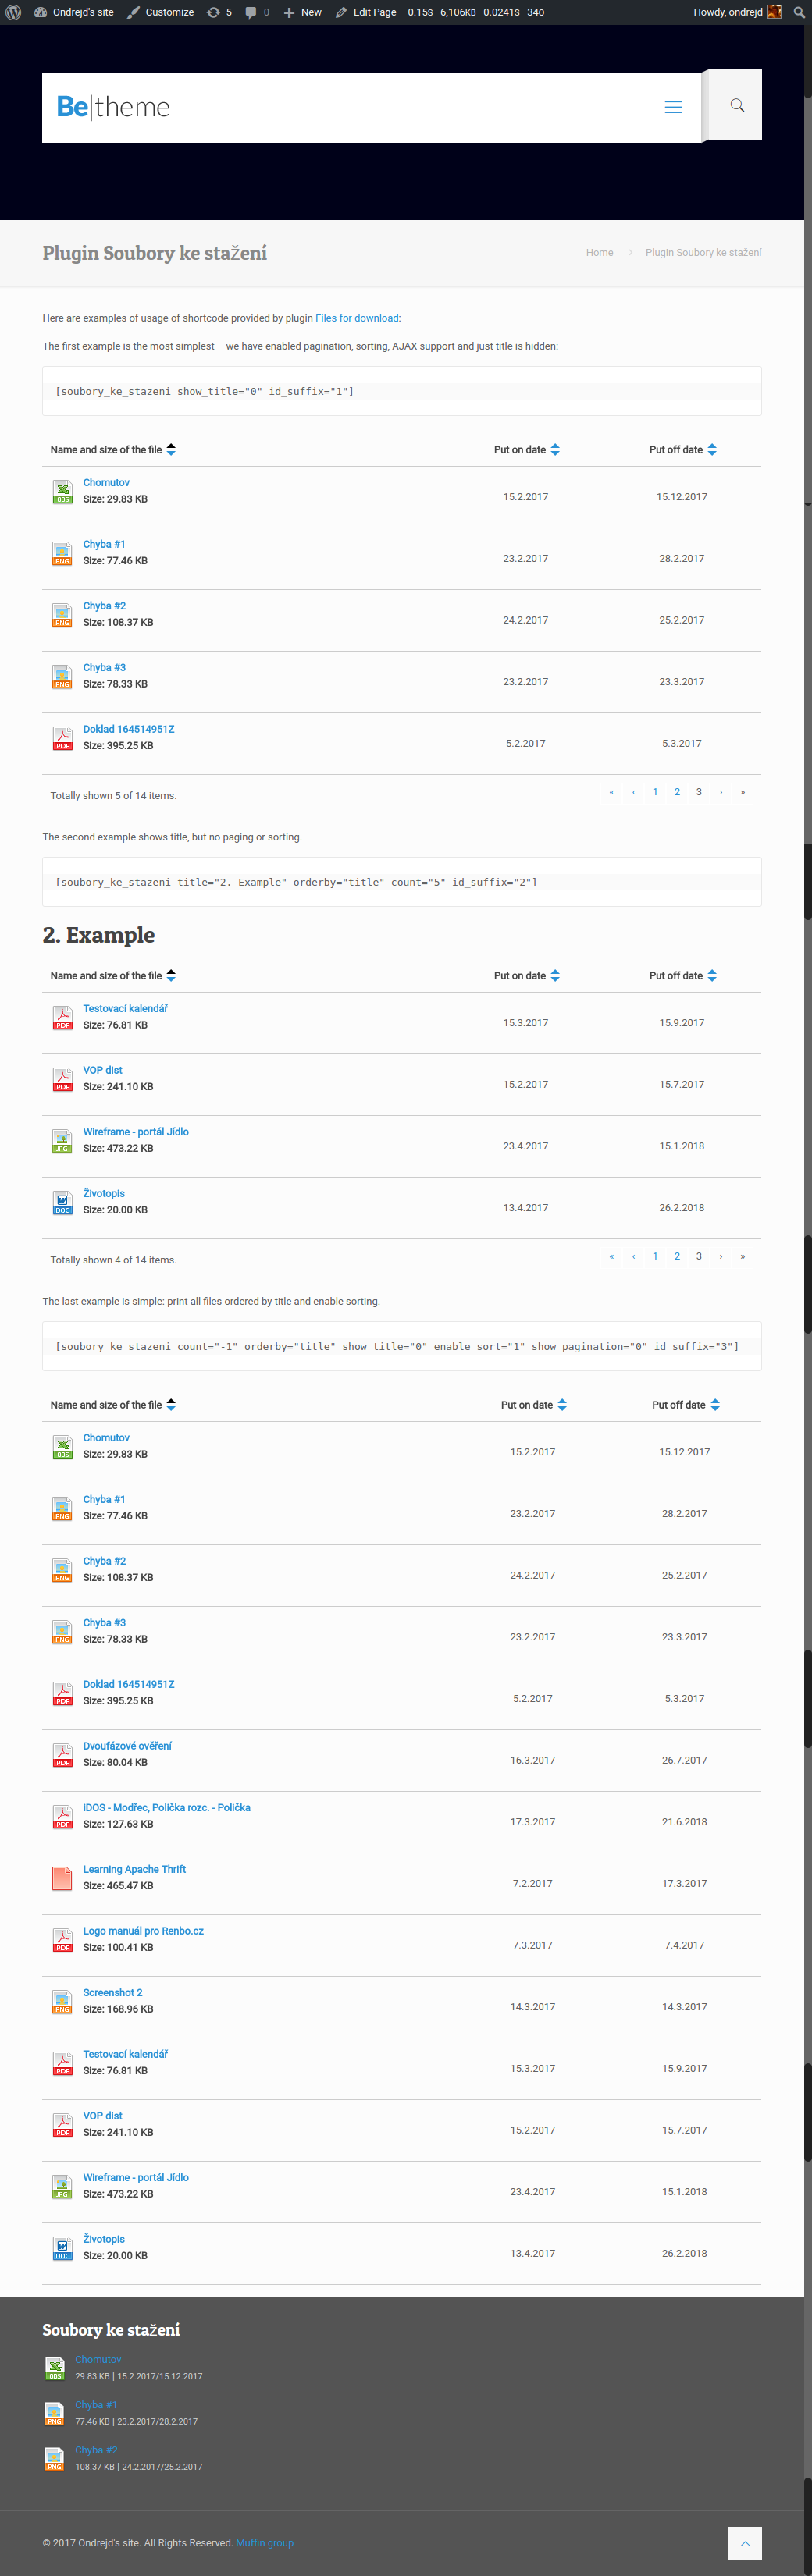 Ondrejd's site Customize 5 0 New Edit Page 0.15S 6,106KB 0.0241S 34Q Howdy, ondrejd
Be theme
Plugin Soubory ke stažení
Home › Plugin Soubory ke stažení
Here are examples of usage of shortcode provided by plugin Files for download:
The first example is the most simplest – we have enabled pagination, sorting, AJAX support and just title is hidden:
[soubory_ke_stazeni show_title="0" id_suffix="1"]
Name and size of the file Put on date Put off date
Chomutov
ODS
Size: 29.83 KB
15.2.2017 15.12.2017
Chyba #1
PNG
Size: 77.46 KB
23.2.2017 28.2.2017
Chyba #2
PNG
Size: 108.37 KB
24.2.2017 25.2.2017
Chyba #3
PNG
Size: 78.33 KB
23.2.2017 23.3.2017
Doklad 164514951Z
PDF
Size: 395.25 KB
5.2.2017 5.3.2017
Totally shown 5 of 14 items.
« ‹ 1 2 3 › »
The second example shows title, but no paging or sorting.
[soubory_ke_stazeni title="2. Example" orderby="title" count="5" id_suffix="2"]
2. Example
Name and size of the file Put on date Put off date
Testovací kalendář
PDF
Size: 76.81 KB
15.3.2017 15.9.2017
VOP dist
PDF
Size: 241.10 KB
15.2.2017 15.7.2017
Wireframe - portál Jídlo
JPG
Size: 473.22 KB
23.4.2017 15.1.2018
Životopis
DOC
Size: 20.00 KB
13.4.2017 26.2.2018
Totally shown 4 of 14 items.
« ‹ 1 2 3 › »
The last example is simple: print all files ordered by title and enable sorting.
[soubory_ke_stazeni count="-1" orderby="title" show_title="0" enable_sort="1" show_pagination="0" id_suffix="3"]
Name and size of the file Put on date Put off date
Chomutov
ODS
Size: 29.83 KB
15.2.2017 15.12.2017
Chyba #1
PNG
Size: 77.46 KB
23.2.2017 28.2.2017
Chyba #2
PNG
Size: 108.37 KB
24.2.2017 25.2.2017
Chyba #3
PNG
Size: 78.33 KB
23.2.2017 23.3.2017
Doklad 164514951Z
PDF
Size: 395.25 KB
5.2.2017 5.3.2017
Dvoufázové ověření
PDF
Size: 80.04 KB
16.3.2017 26.7.2017
IDOS - Modřec, Polička rozc. - Polička
PDF
Size: 127.63 KB
17.3.2017 21.6.2018
Learning Apache Thrift
Size: 465.47 KB
7.2.2017 17.3.2017
Logo manuál pro Renbo.cz
PDF
Size: 100.41 KB
7.3.2017 7.4.2017
Screenshot 2
PNG
Size: 168.96 KB
14.3.2017 14.3.2017
Testovací kalendář
PDF
Size: 76.81 KB
15.3.2017 15.9.2017
VOP dist
PDF
Size: 241.10 KB
15.2.2017 15.7.2017
Wireframe - portál Jídlo
JPG
Size: 473.22 KB
23.4.2017 15.1.2018
Životopis
DOC
Size: 20.00 KB
13.4.2017 26.2.2018
Soubory ke stažení
Chomutov
ODS
29.83 KB | 15.2.2017/15.12.2017
Chyba #1
PNG
77.46 KB | 23.2.2017/28.2.2017
Chyba #2
PNG
108.37 KB | 24.2.2017/25.2.2017
© 2017 Ondrejd's site. All Rights Reserved. Muffin group